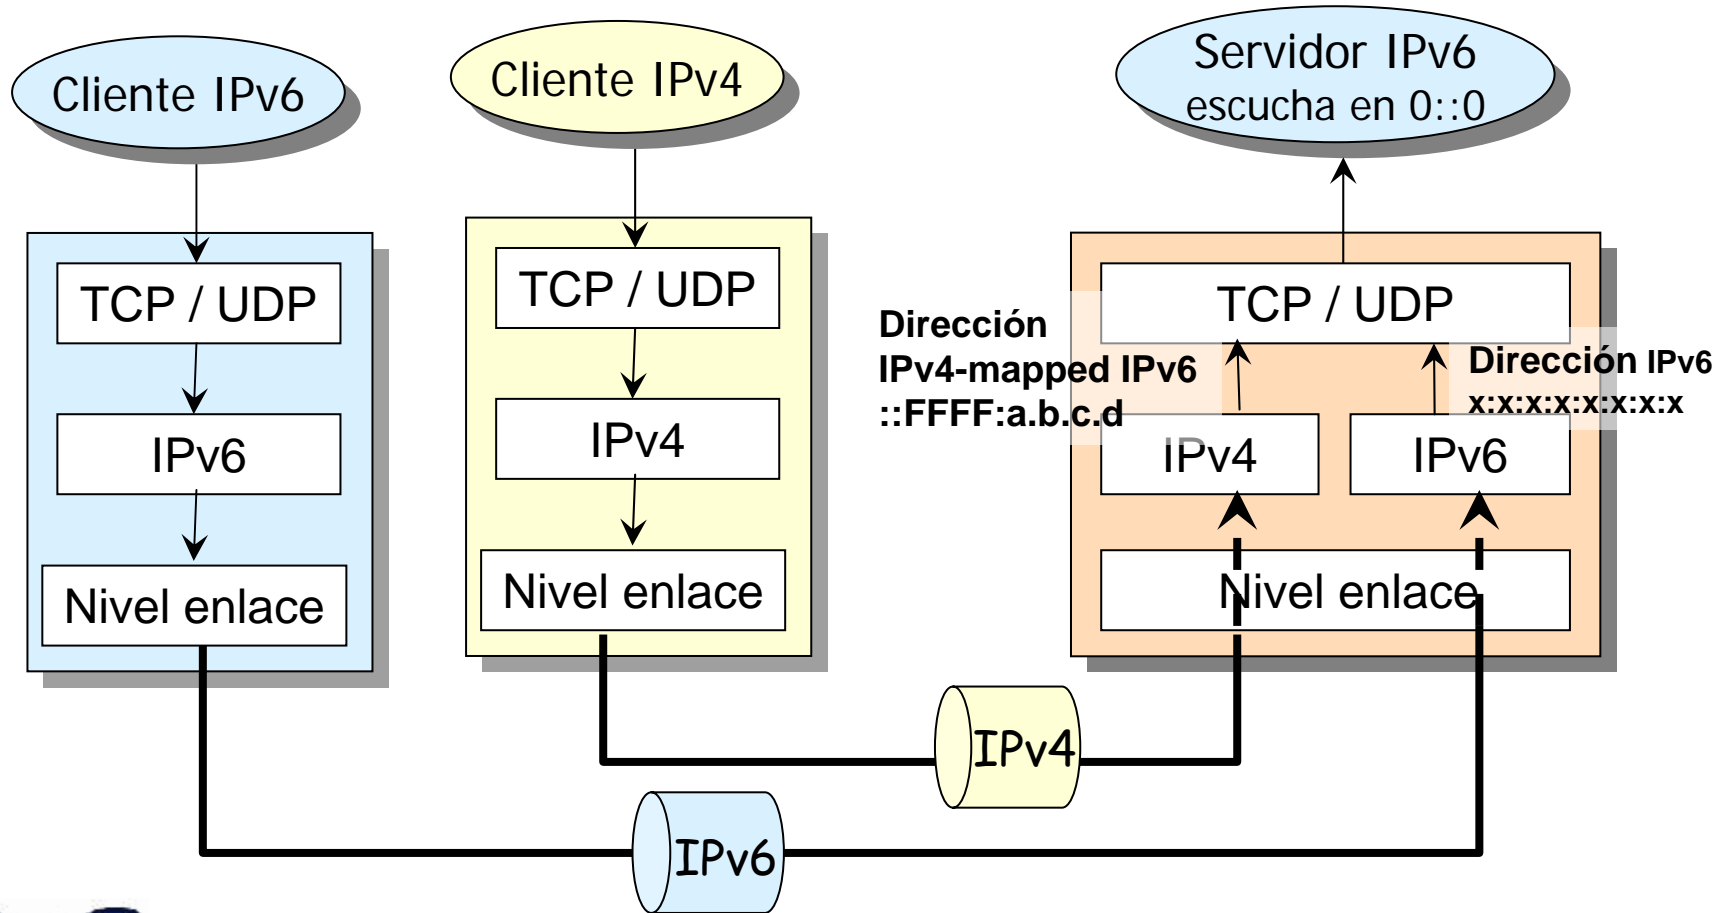 Cliente IPv6
Cliente IPv4
Servidor IPv6
escucha en 0::0
TCP / UDP
IPv6
Nivel enlace
TCP / UDP
IPv4
Nivel enlace
TCP / UDP
Dirección
IPv4-mapped IPv6
::FFFF:a.b.c.d
Dirección IPv6
x:x:x:x:x:x:x:x
IPv4
IPv6
Nivel enlace
IPv4
IPv6